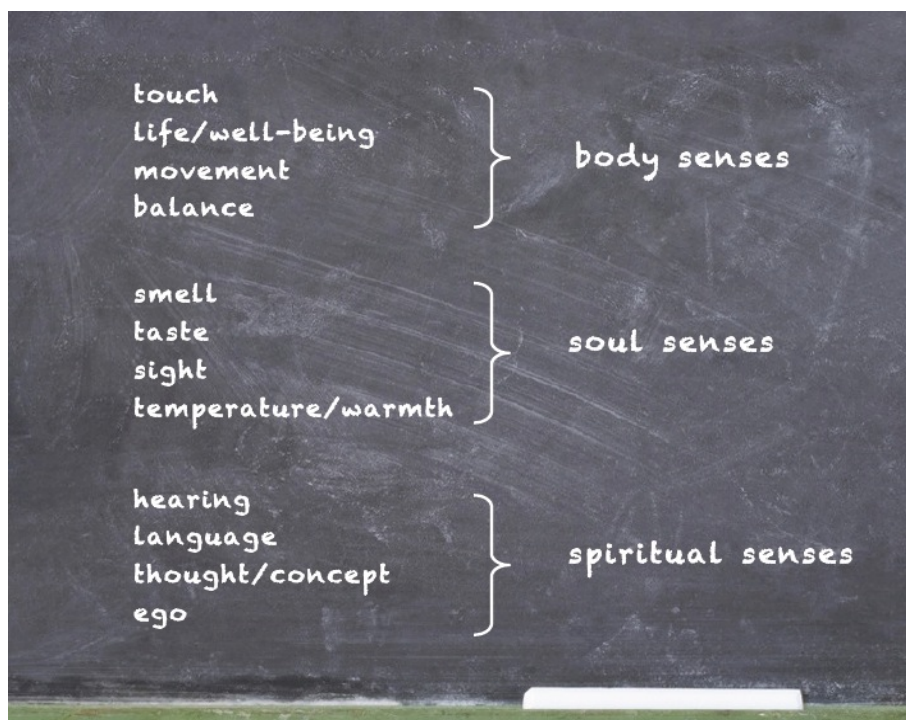 touch
life/well-being
movement
balance
body senses
smell
taste
sight
temperature/warmth
soul senses
hearing
language
thought/concept
ego
spiritual senses